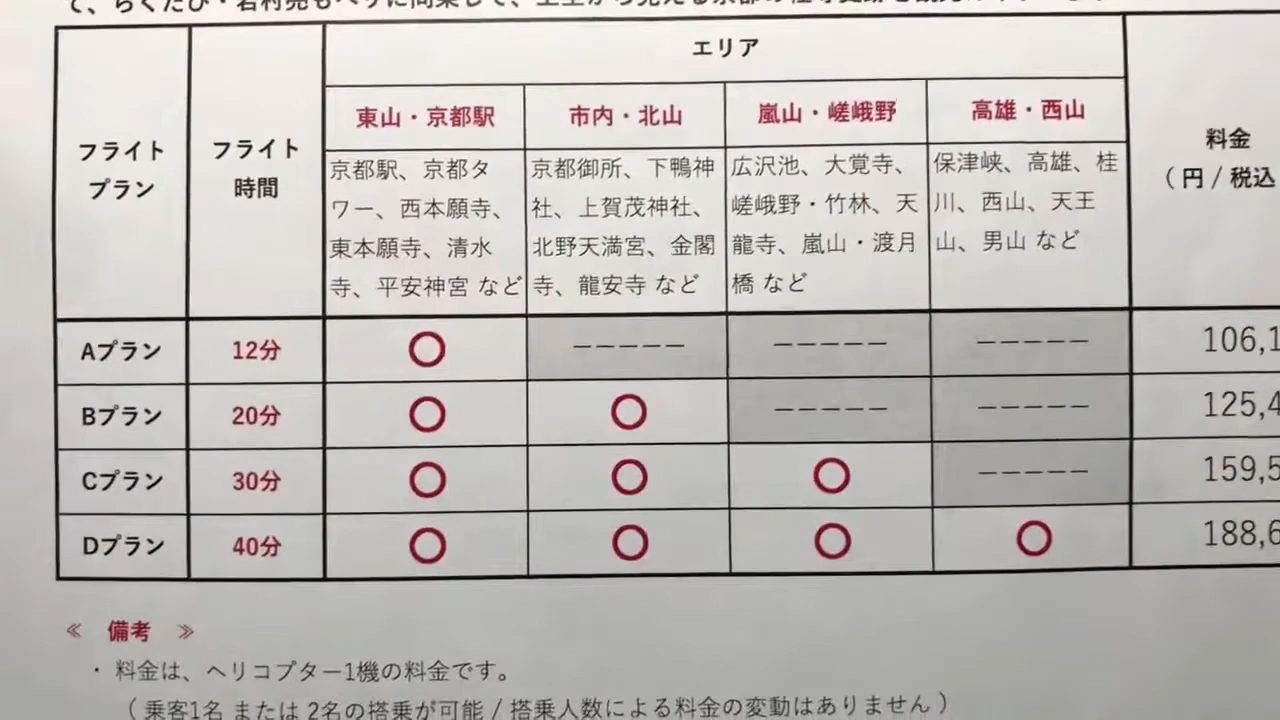 エリア
フライト
プラン
フライト
時間
東山・京都駅
市内・北山
嵐山・嵯峨野
高雄・西山
料金
（円 / 税込
京都駅、京都タ
ワー、西本願寺、
東本願寺、清水
寺、平安神宮 など
京都御所、下鴨神
社、上賀茂神社、
北野天満宮、金閣
寺、龍安寺 など
広沢池、大覚寺、
嵯峨野・竹林、天
龍寺、嵐山・渡月
橋 など
保津峡、高雄、桂
川、西山、天王
山、男山 など
Aプラン 12分 〇 ----- ----- ----- 106,1
Bプラン 20分 〇 〇 ----- ----- 125,4
Cプラン 30分 〇 〇 〇 ----- 159,5
Dプラン 40分 〇 〇 〇 〇 188,6
≪ 備考 ≫
・ 料金は、ヘリコプター1機の料金です。
（ 乗客1名 または 2名の搭乗が可能 / 搭乗人数による料金の変動はありません ）